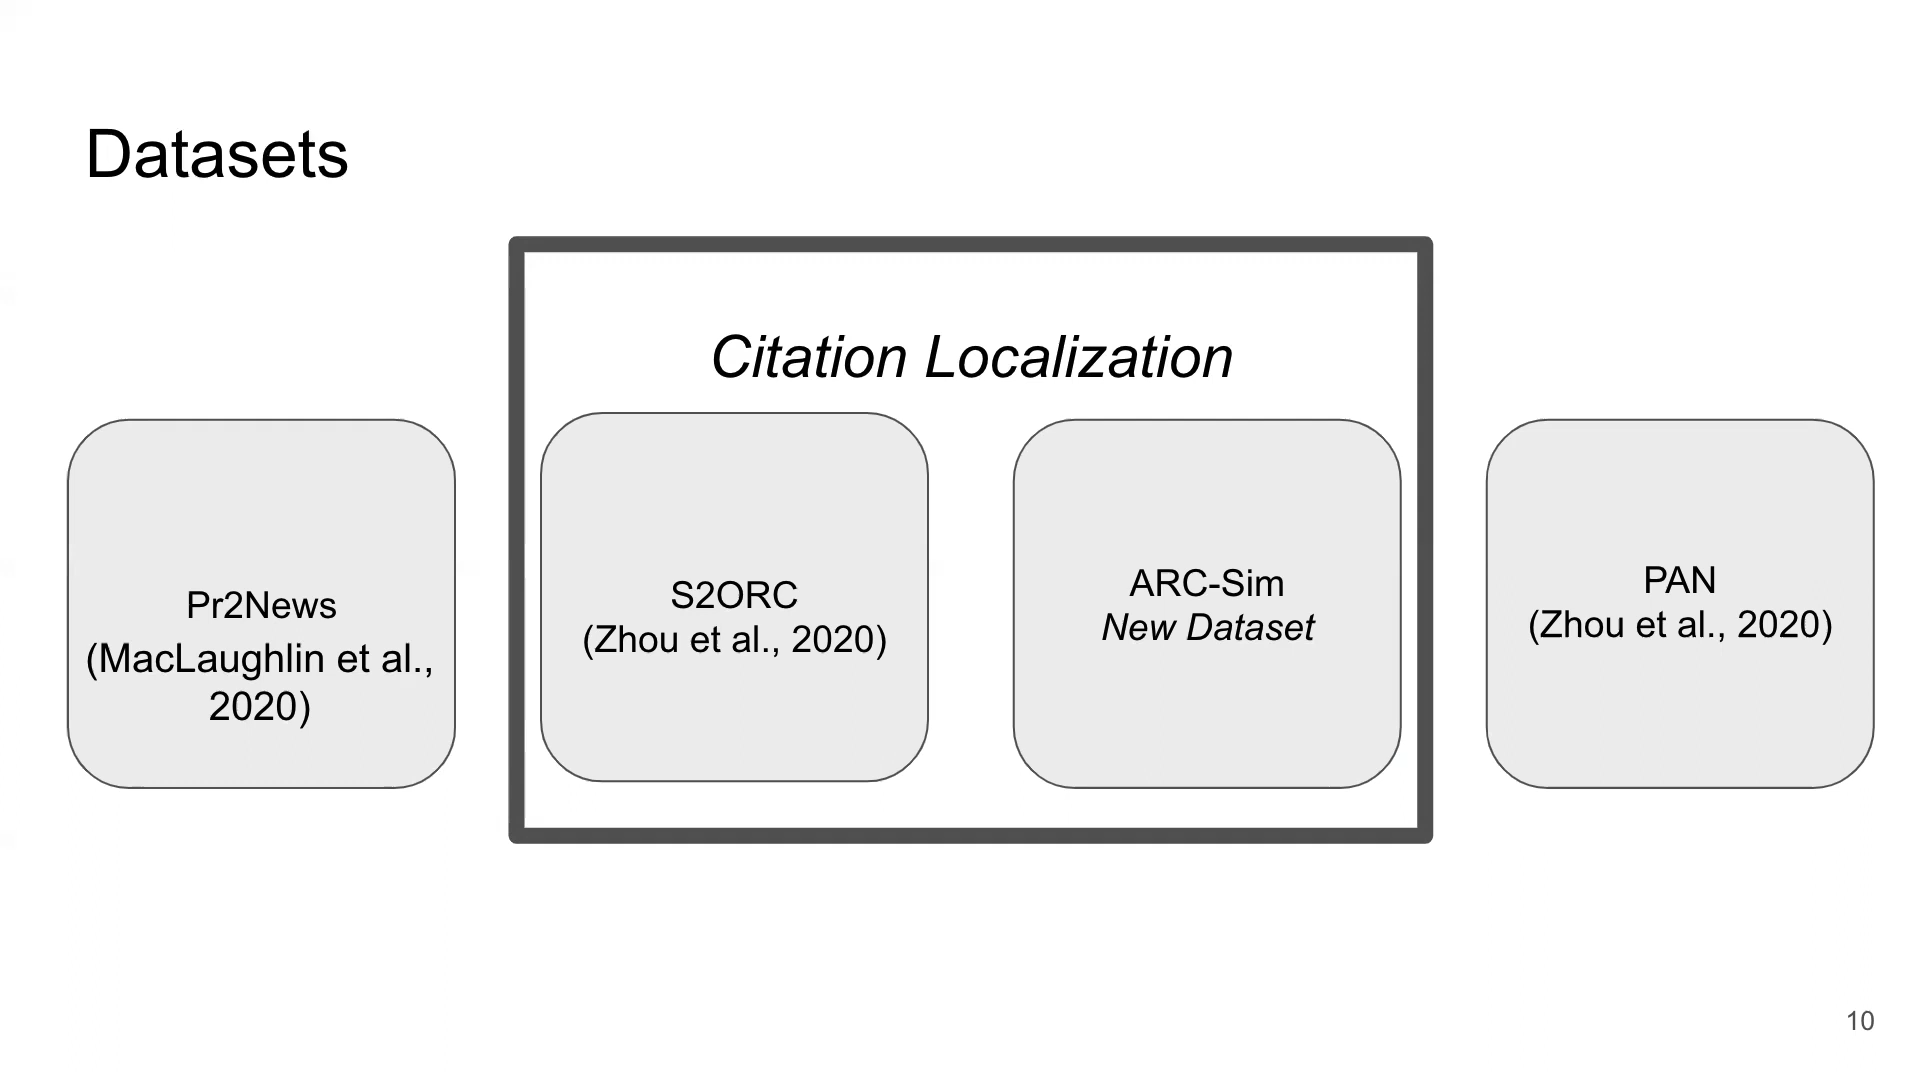 Datasets
Citation Localization
Pr2News
(MacLaughlin et al.,
2020)
S2ORC
(Zhou et al., 2020)
ARC-Sim
New Dataset
PAN
(Zhou et al., 2020)
10